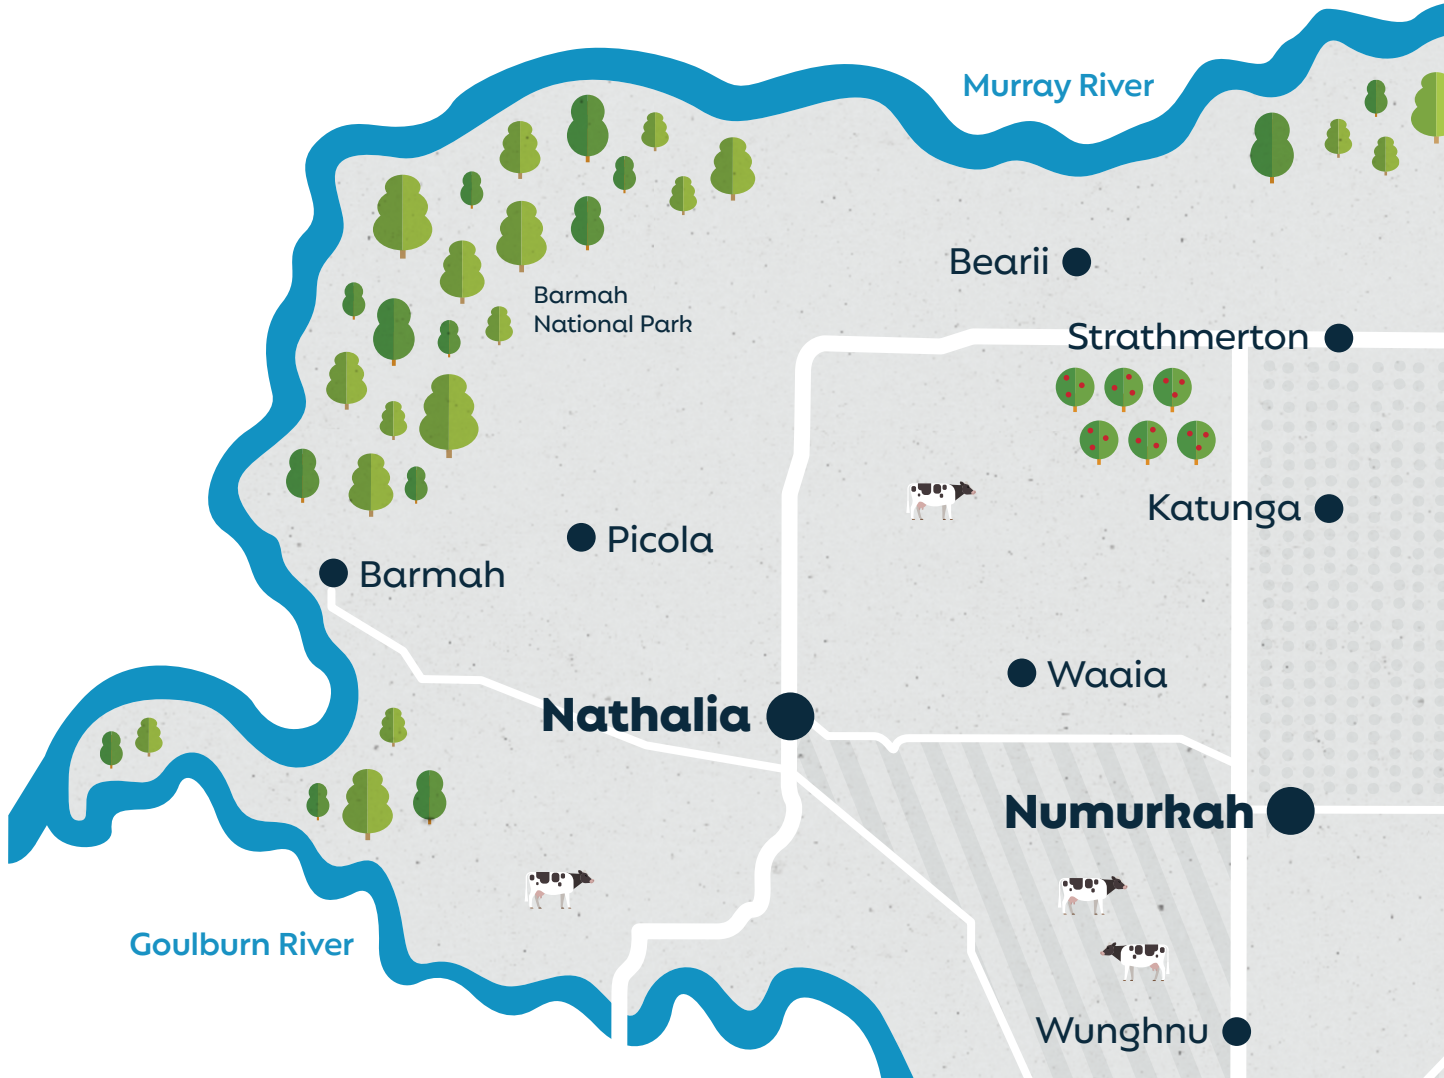 Murray River
Bearii
Barmah
National Park
Strathmerton
Katunga
Picola
Barmah
Waaia
Nathalia
Numurkah
Goulburn River
Wunghnu